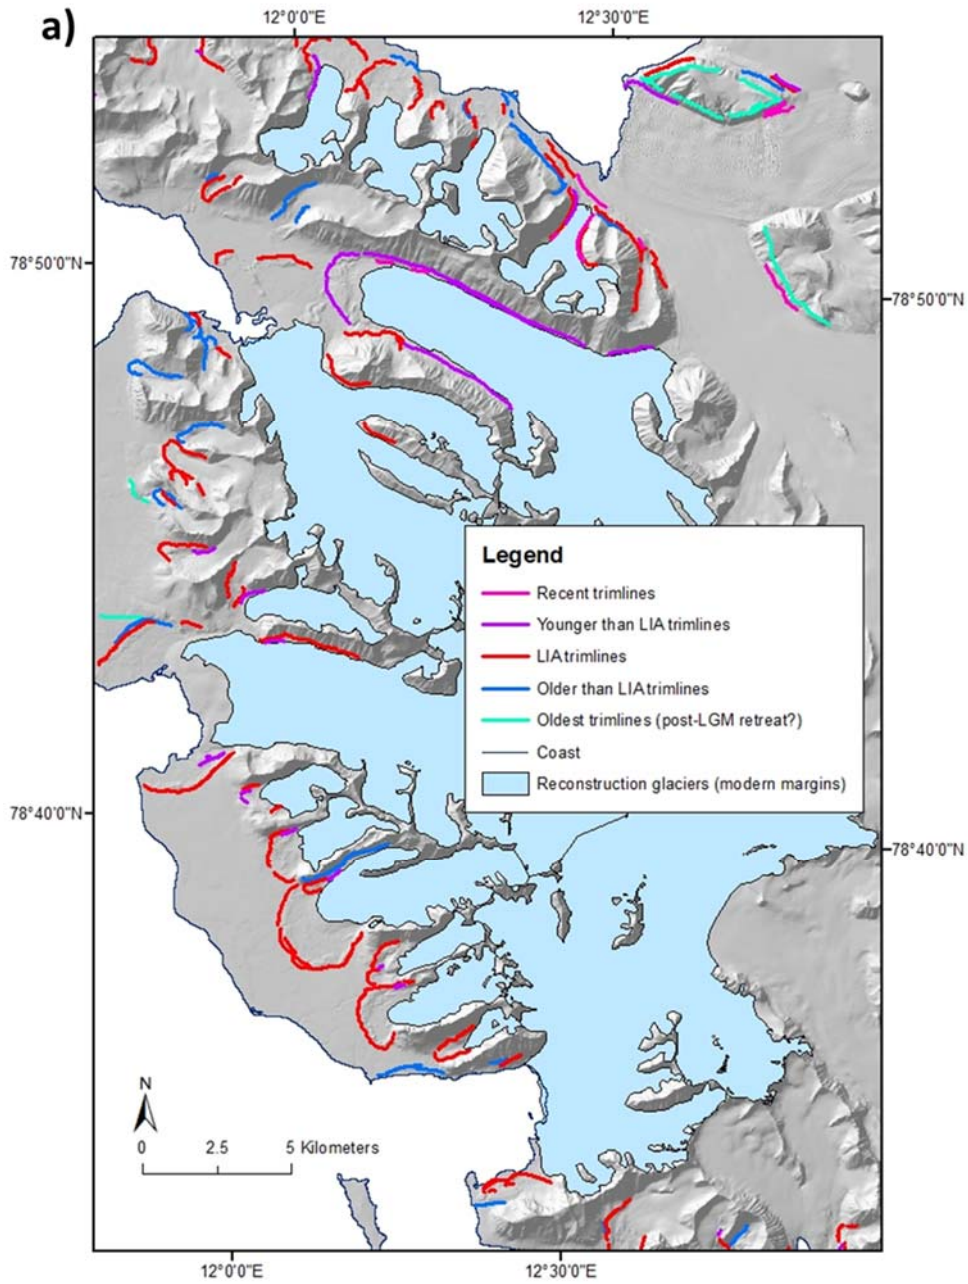 a)
12°0'0"E 12°30'0"E
78°50'0"N
78°50'0"N
Legend
Recent trimlines
Younger than LIA trimlines
LIA trimlines
Older than LIA trimlines
Oldest trimlines (post-LGM retreat?)
Coast
Reconstruction glaciers (modern margins)
78°40'0"N
78°40'0"N
N
0 2.5 5 Kilometers
12°0'0"E 12°30'0"E